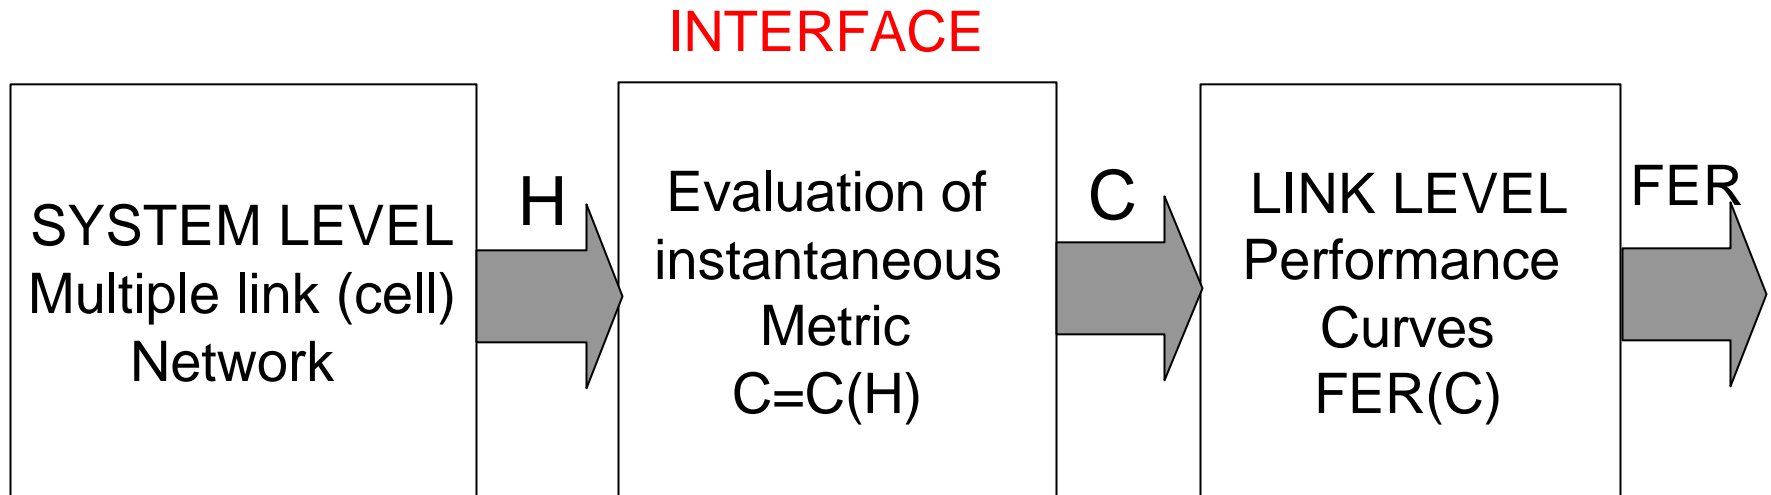 INTERFACE
SYSTEM LEVEL
Multiple link (cell)
Network
H
Evaluation of
instantaneous
Metric
C=C(H)
C
LINK LEVEL
Performance
Curves
FER(C)
FER